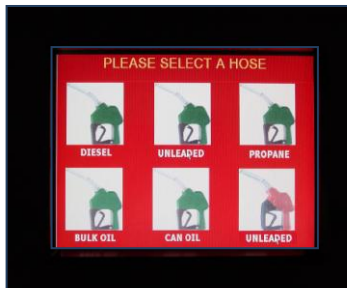 PLEASE SELECT A HOSE
DIESEL
UNLEADED
PROPANE
BULK OIL
CAN OIL
UNLEADED